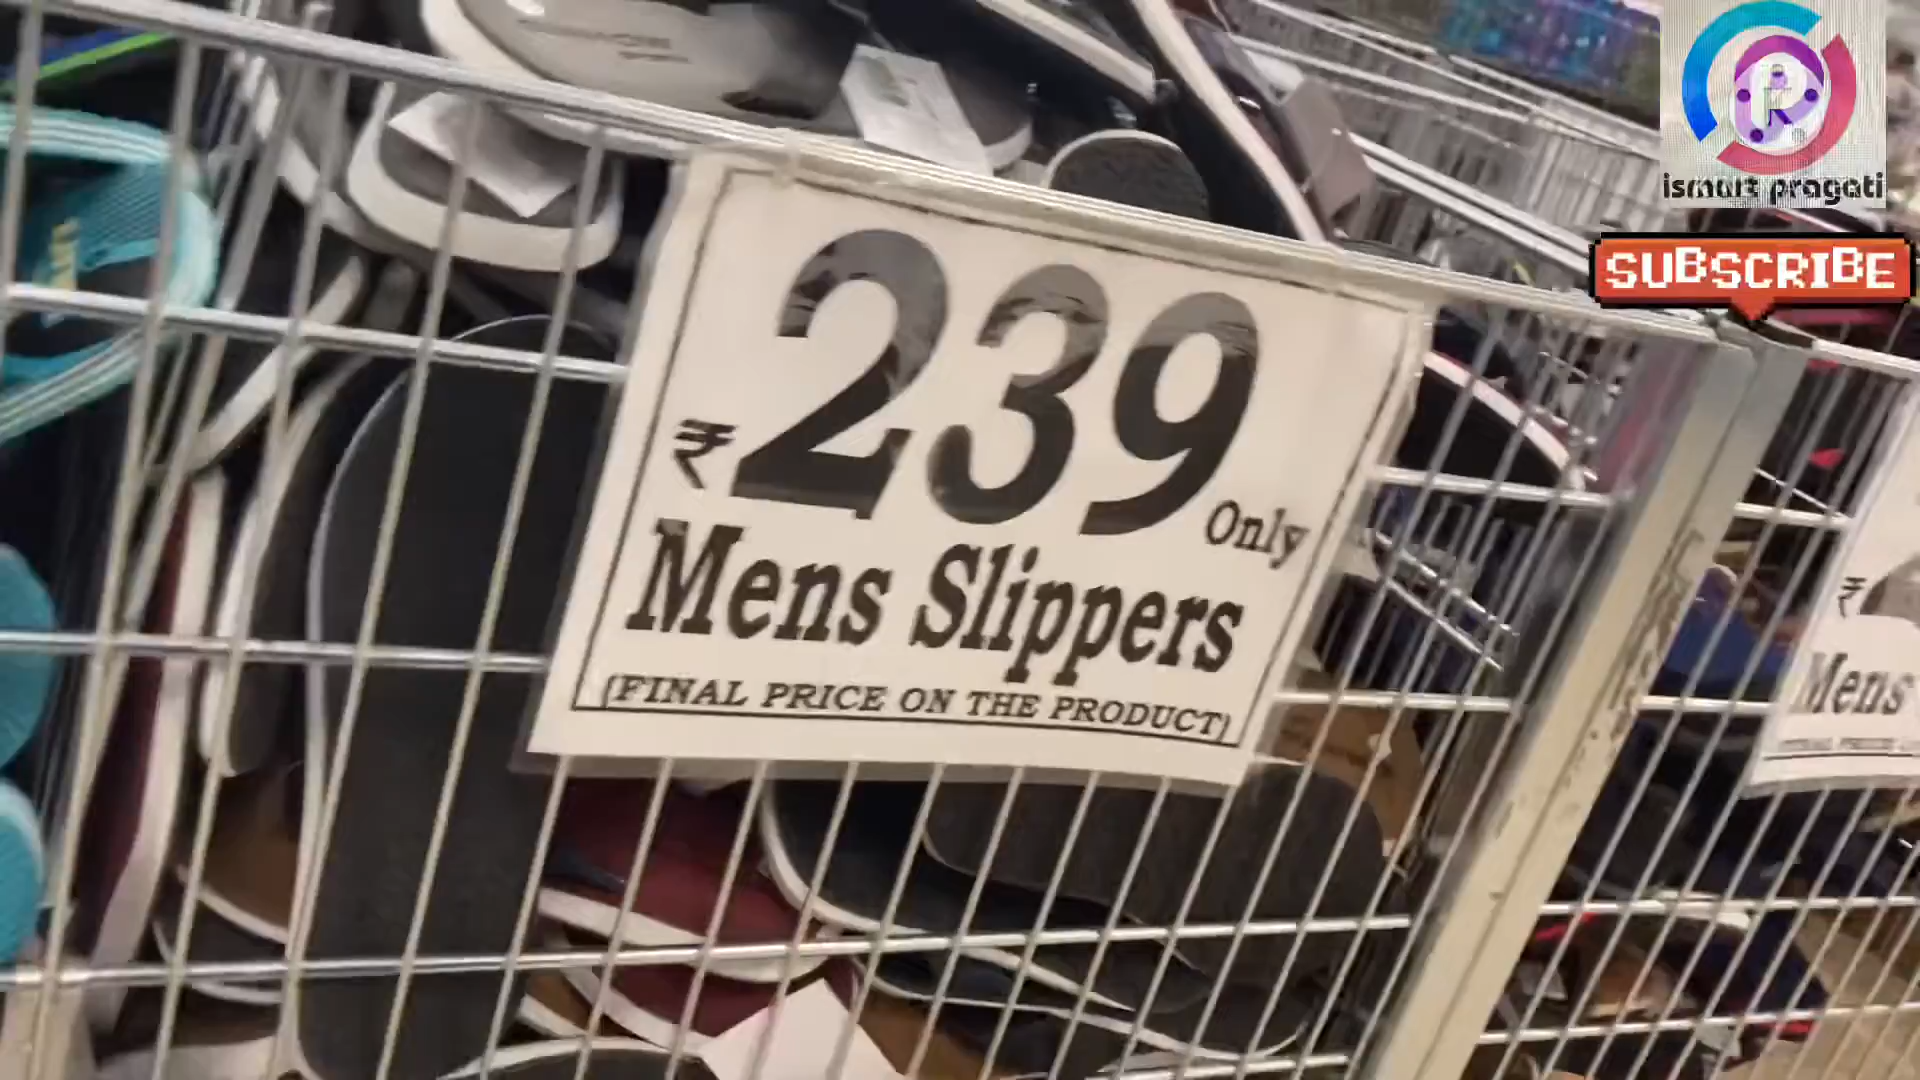 ismart pragati
SUBSCRIBE
₹239 Only
Mens Slippers
(FINAL PRICE ON THE PRODUCT)
₹
Mens